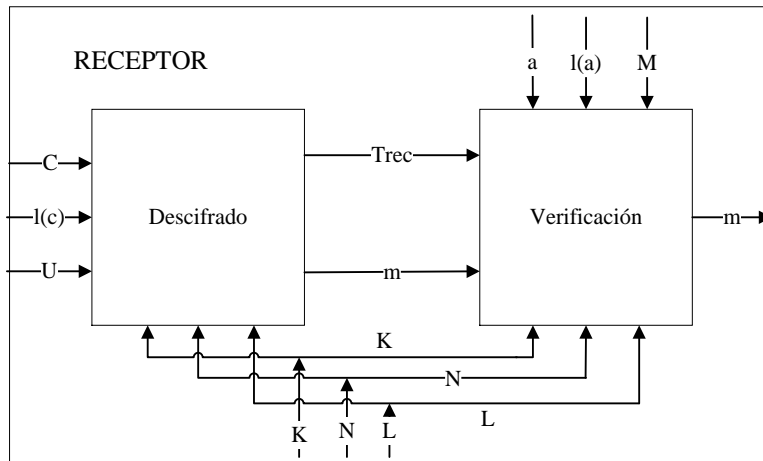 RECEPTOR
a
l(a)
M
C
l(c)
U
Descifrado
Trec
m
Verificación
m
K
N
L
K
N
L